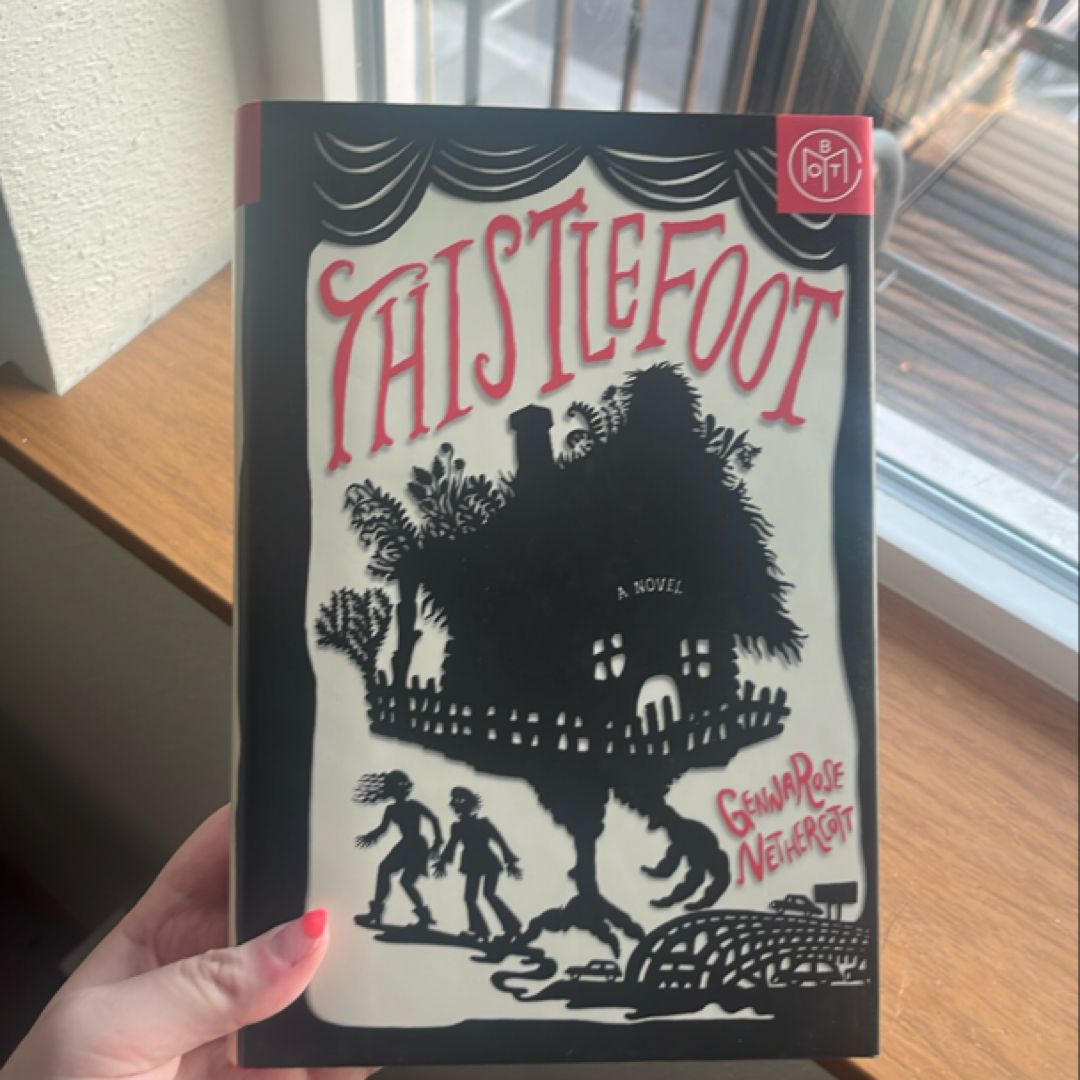 BOTM
THISTLEFOOT
A NOVEL
GENNAROSE
NETHERCOTT